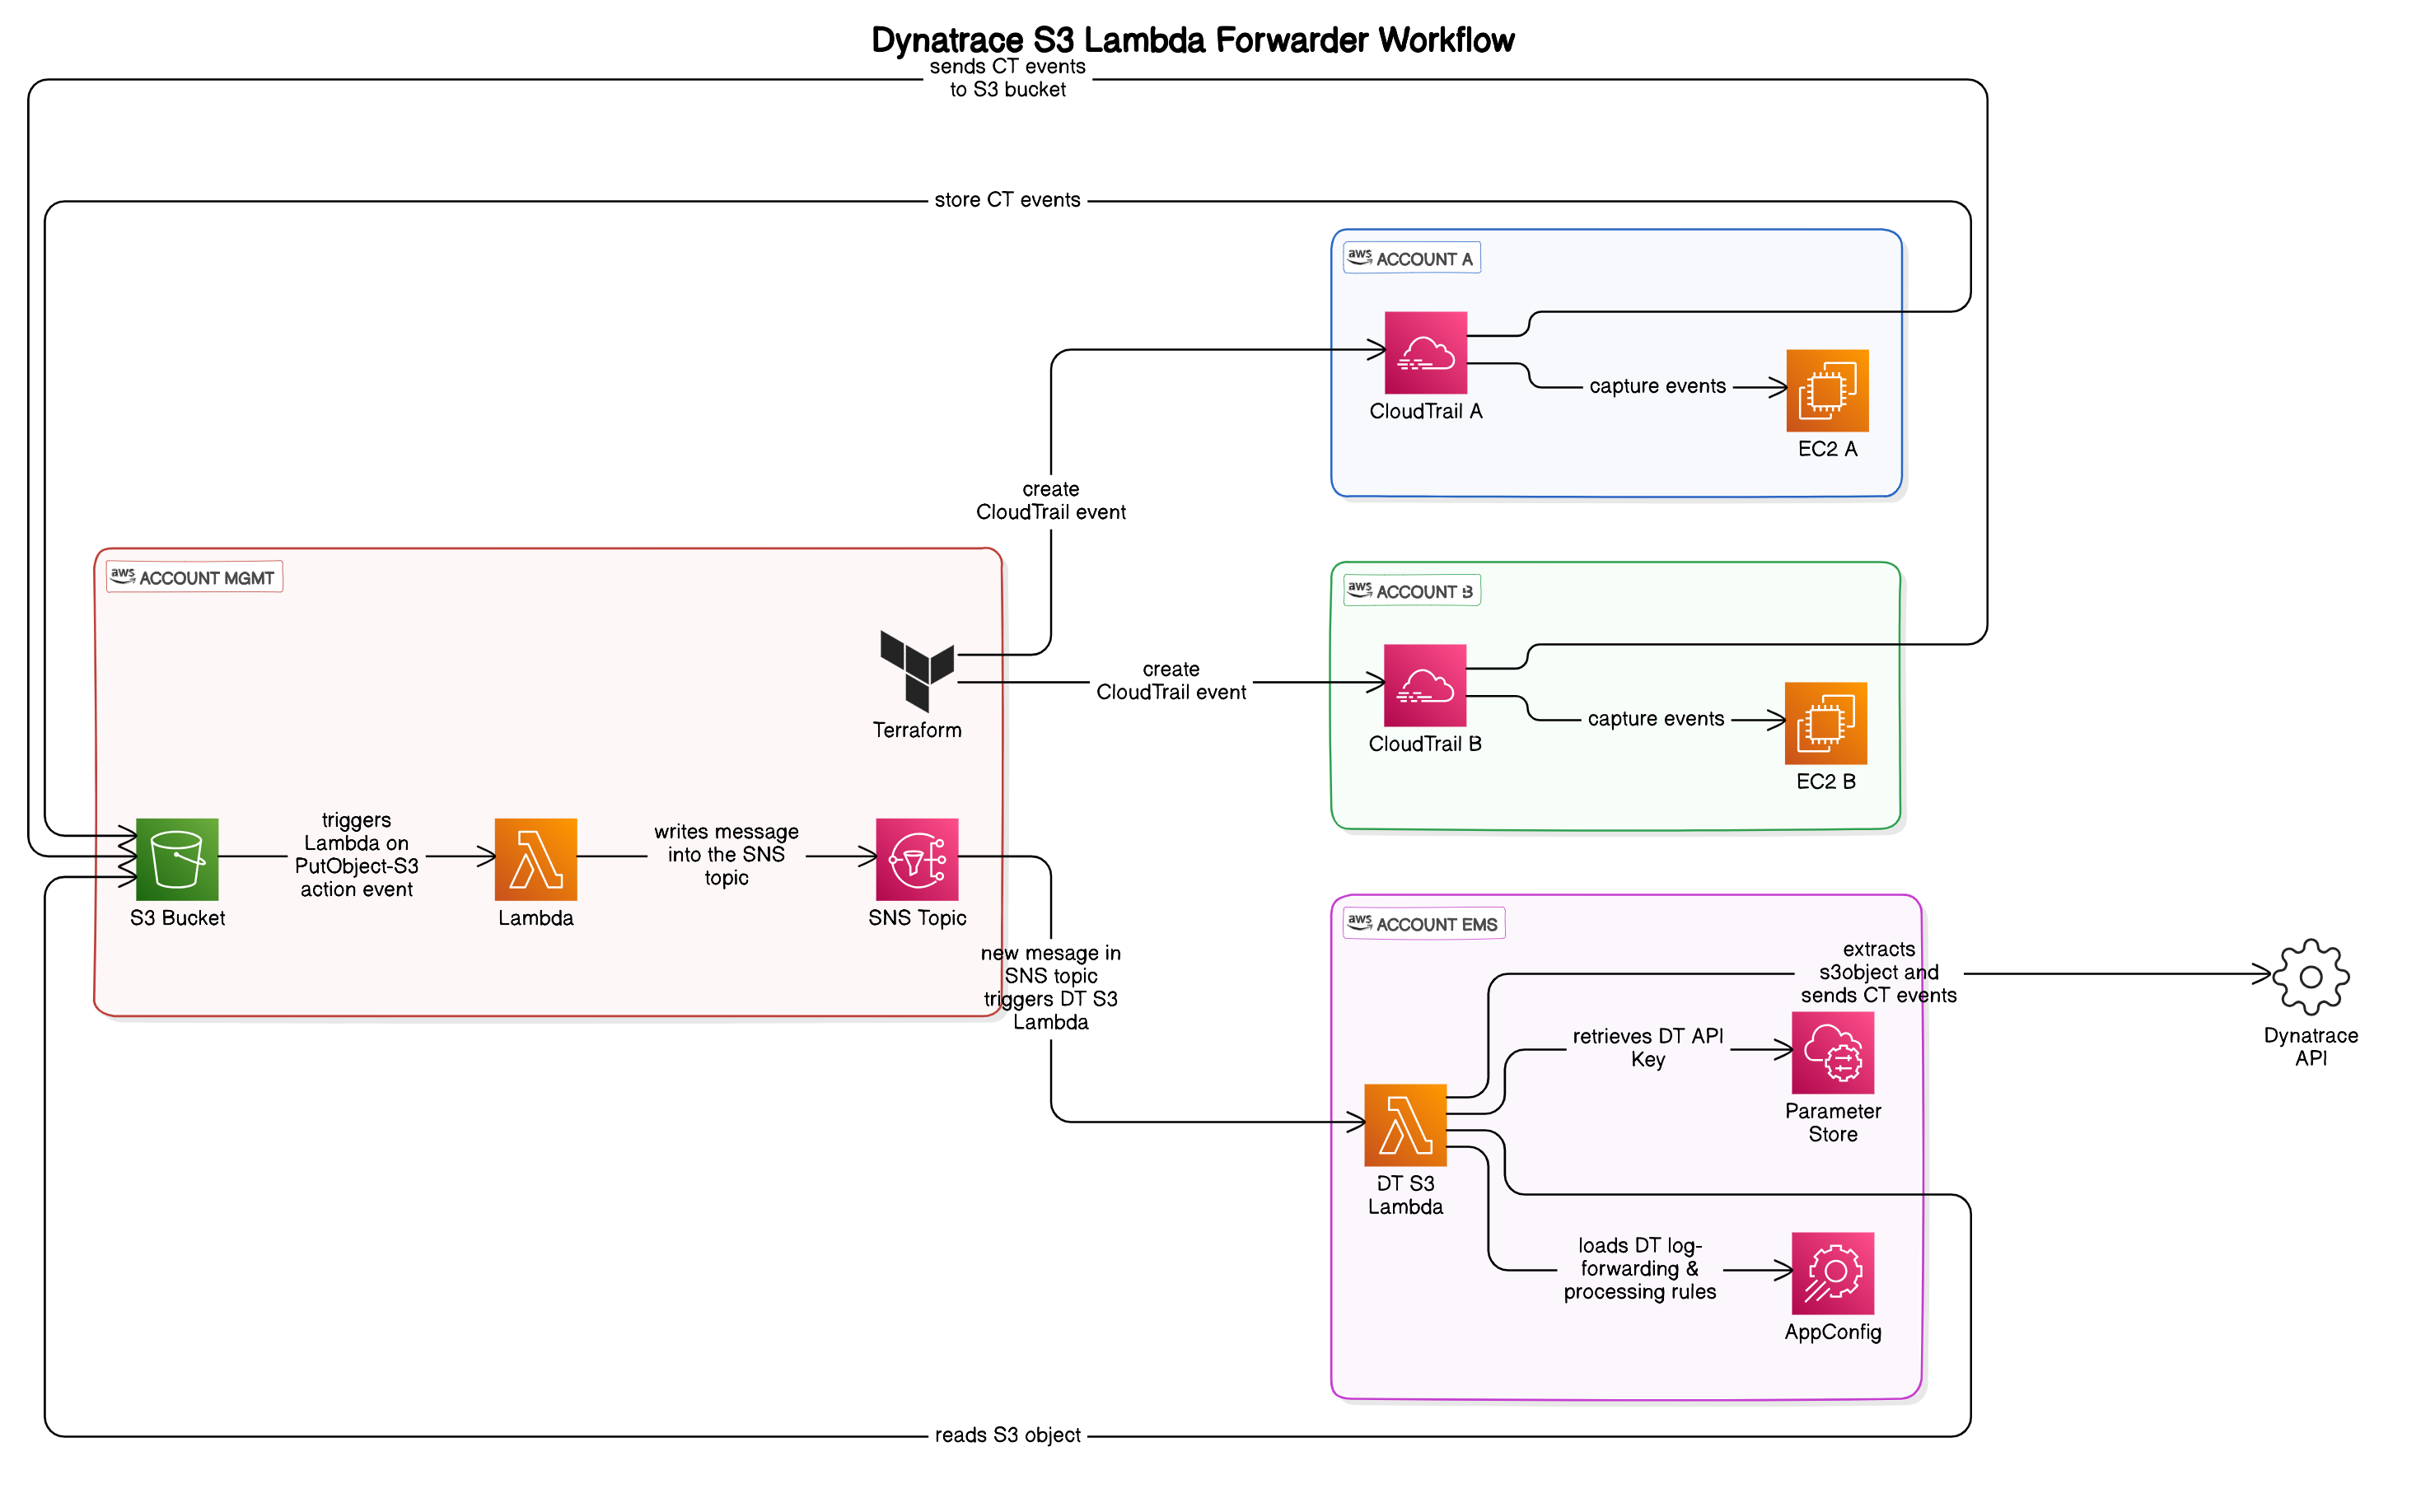 Dynatrace S3 Lambda Forwarder Workflow
sends CT events
to S3 bucket
store CT events
aws ACCOUNT A
CloudTrail A
capture events
EC2 A
create
CloudTrail event
aws ACCOUNT MGMT
Terraform
create
CloudTrail event
aws ACCOUNT B
CloudTrail B
capture events
EC2 B
triggers
Lambda on
PutObject-S3
action event
writes message
into the SNS
topic
S3 Bucket
Lambda
SNS Topic
new mesage in
SNS topic
triggers DT S3
Lambda
aws ACCOUNT EMS
extracts
s3object and
sends CT events
Dynatrace
API
retrieves DT API
Key
Parameter
Store
DT S3
Lambda
loads DT log-
forwarding &
processing rules
AppConfig
reads S3 object